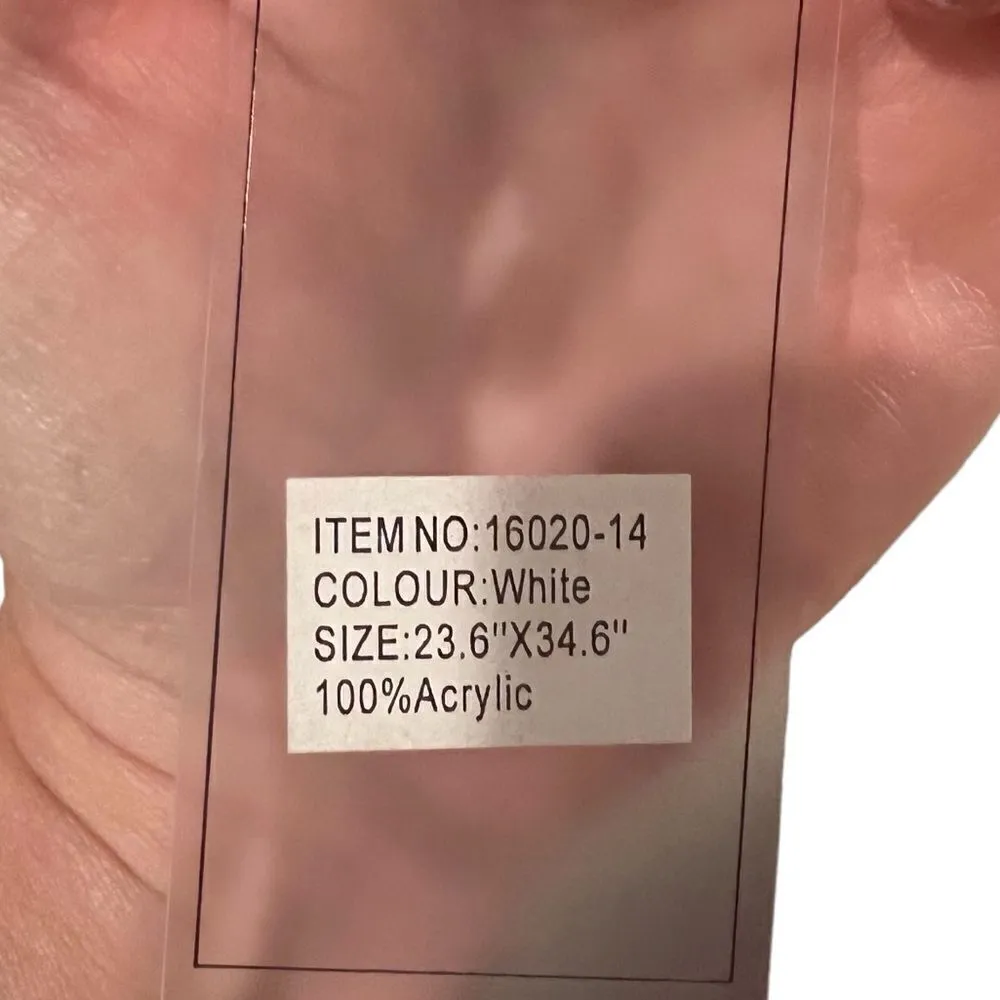 ITEM NO:16020-14
COLOUR:White
SIZE:23.6"X34.6"
100%Acrylic